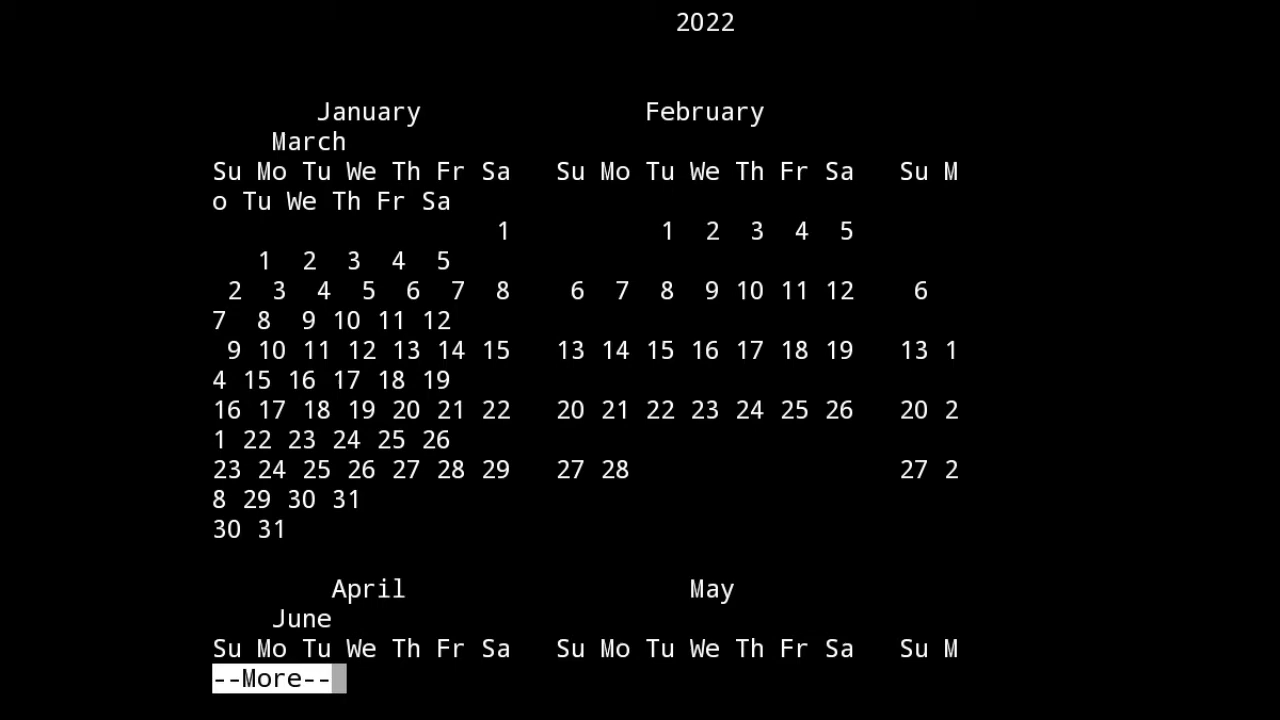 2022
January February
March
Su Mo Tu We Th Fr Sa Su Mo Tu We Th Fr Sa Su M
o Tu We Th Fr Sa
1 1 2 3 4 5
1 2 3 4 5
2 3 4 5 6 7 8 6 7 8 9 10 11 12 6
7 8 9 10 11 12
9 10 11 12 13 14 15 13 14 15 16 17 18 19 13 1
4 15 16 17 18 19
16 17 18 19 20 21 22 20 21 22 23 24 25 26 20 2
1 22 23 24 25 26
23 24 25 26 27 28 29 27 28 27 2
8 29 30 31
30 31
April May
June
Su Mo Tu We Th Fr Sa Su Mo Tu We Th Fr Sa Su M
--More--